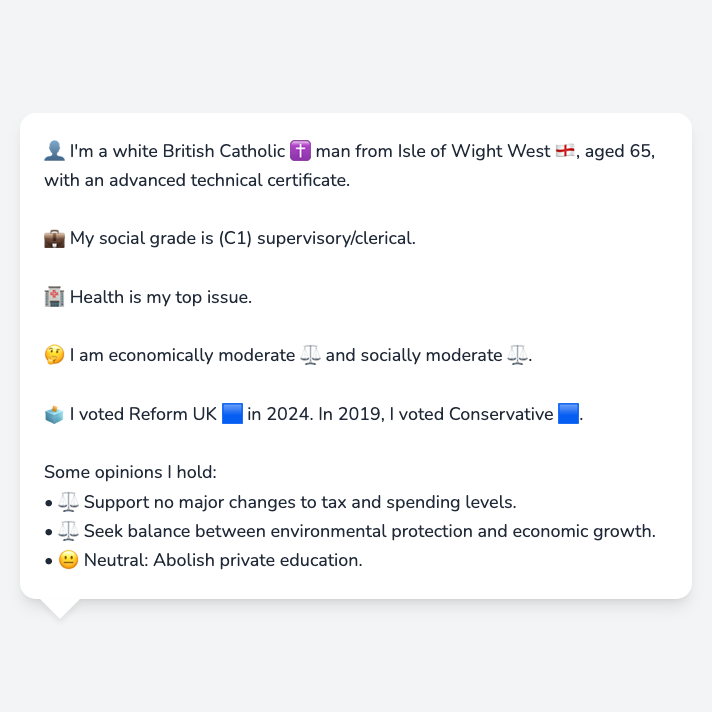 👤 I'm a white British Catholic ✝️ man from Isle of Wight West 🏴󠁧󠁢󠁥󠁮󠁧󠁿, aged 65,
with an advanced technical certificate.
💼 My social grade is (C1) supervisory/clerical.
🏥 Health is my top issue.
🤔 I am economically moderate ⚖️ and socially moderate ⚖️.
🗳️ I voted Reform UK 🟦 in 2024. In 2019, I voted Conservative 🟦.
Some opinions I hold:
• ⚖️ Support no major changes to tax and spending levels.
• ⚖️ Seek balance between environmental protection and economic growth.
• 😐 Neutral: Abolish private education.